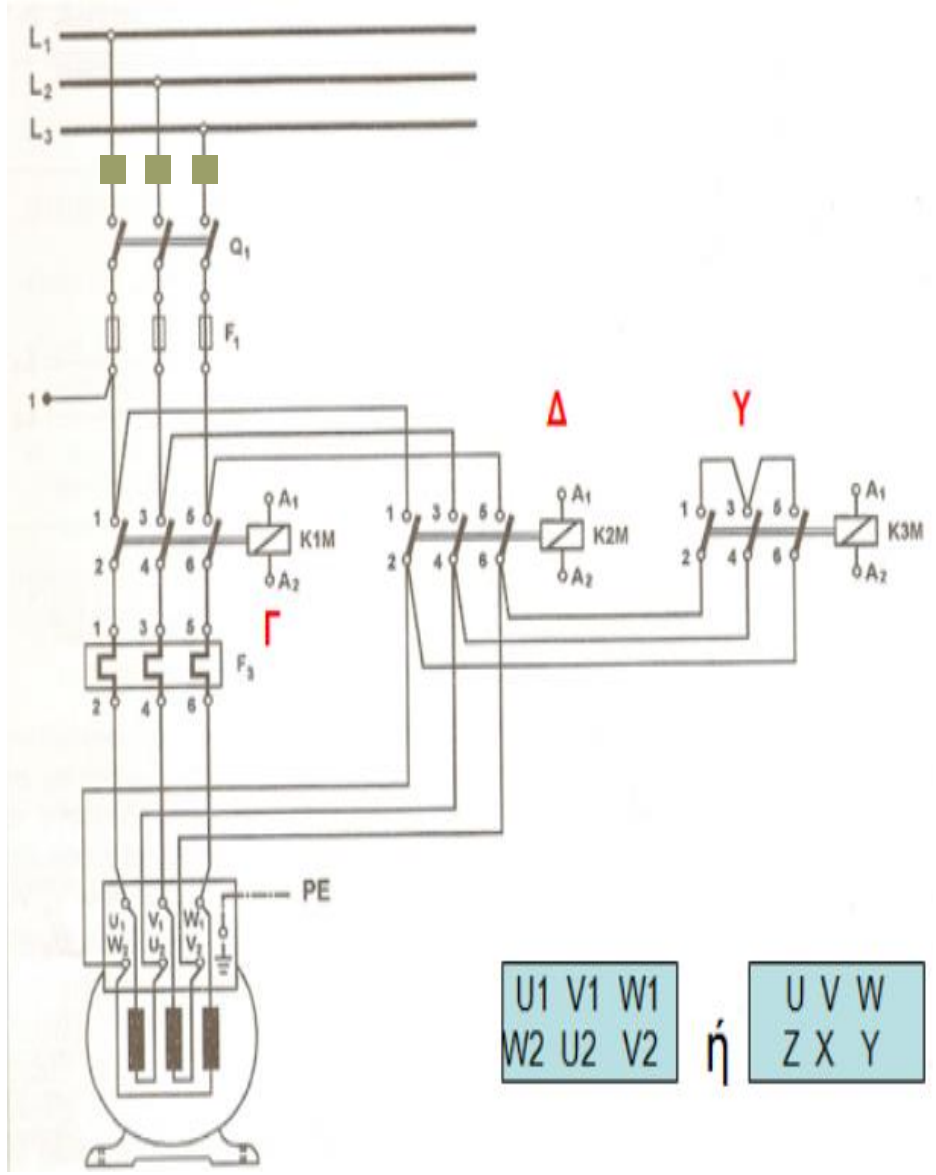 L1
L2
L3
Q1
F1
1
Δ Υ
1 3 5 A1 K1M
2 4 6 A2
1 3 5 A1 K2M
2 4 6 A2
1 3 5 A1 K3M
2 4 6 A2
Γ
1 3 5
F3
2 4 6
PE
U1 V1 W1
W2 U2 V2
U1 V1 W1
W2 U2 V2
ή
U V W
Z X Y